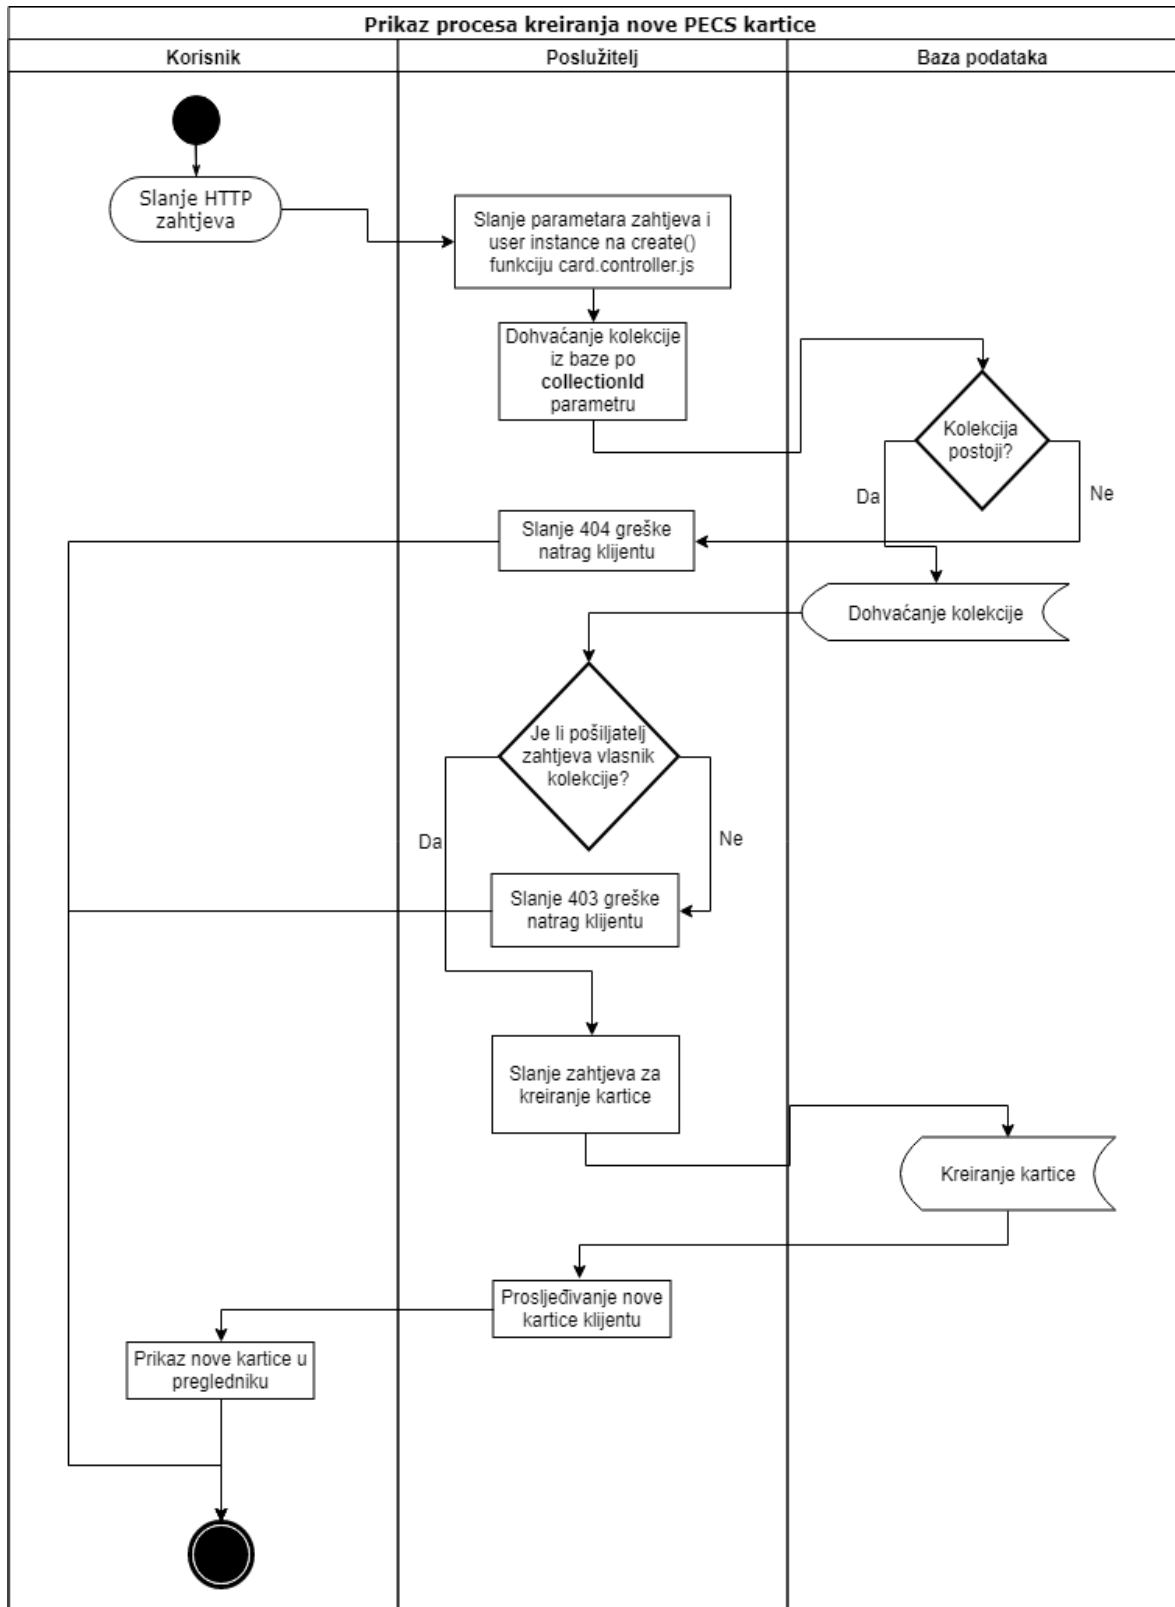 Prikaz procesa kreiranja nove PECS kartice
Korisnik
Poslužitelj
Baza podataka
Slanje HTTP
zahtjeva
Slanje parametara zahtjeva i
user instance na create()
funkciju card.controller.js
Dohvaćanje kolekcije
iz baze po
collectionId
parametru
Kolekcija
postoji?
Da
Ne
Slanje 404 greške
natrag klijentu
Dohvaćanje kolekcije
Je li pošiljatelj
zahtjeva vlasnik
kolekcije?
Da
Ne
Slanje 403 greške
natrag klijentu
Slanje zahtjeva za
kreiranje kartice
Kreiranje kartice
Prosljeđivanje nove
kartice klijentu
Prikaz nove kartice u
pregledniku